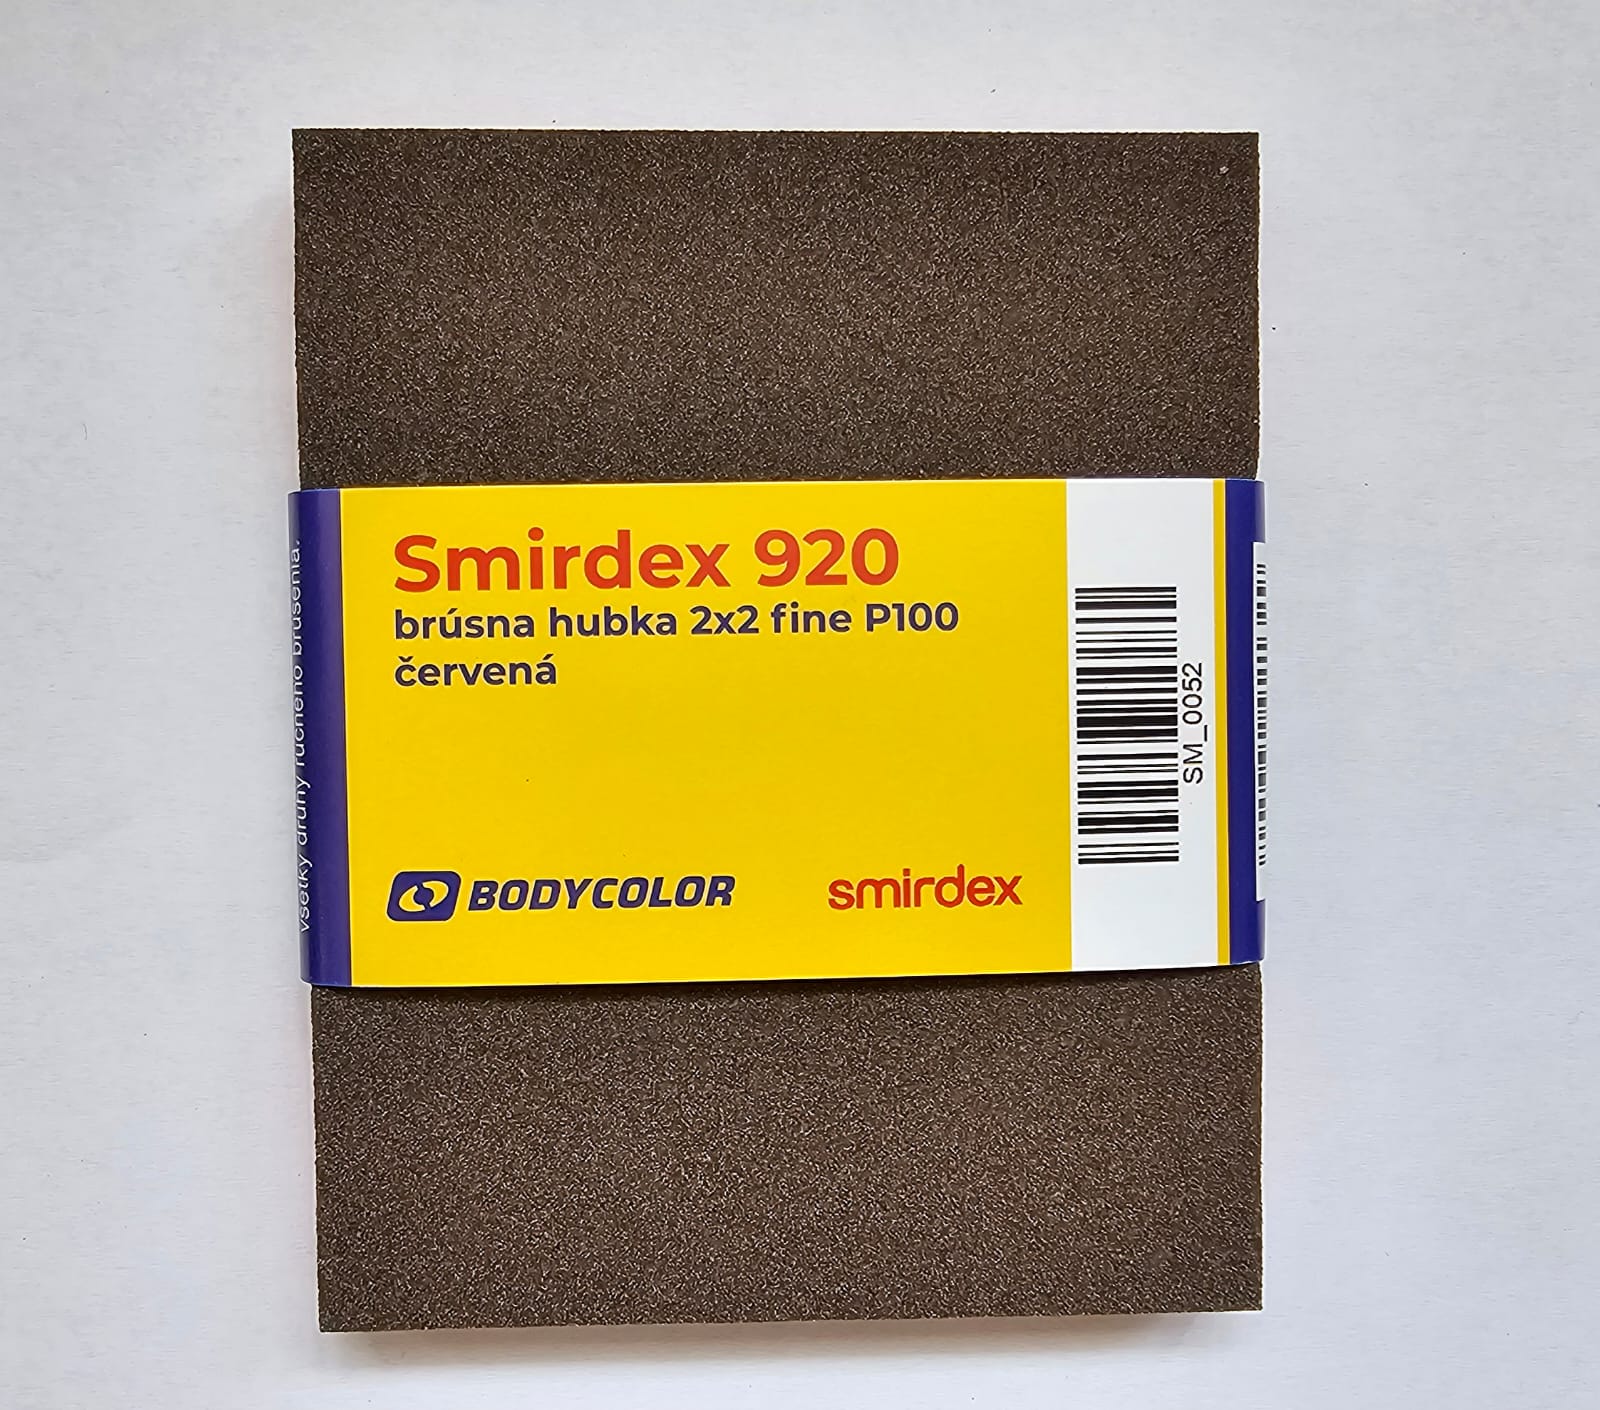 Smirdex 920
brúsna hubka 2x2 fine P100
červená
BODYCOLOR
smirdex
SM_0052
všetky druhy ručného brúsenia.